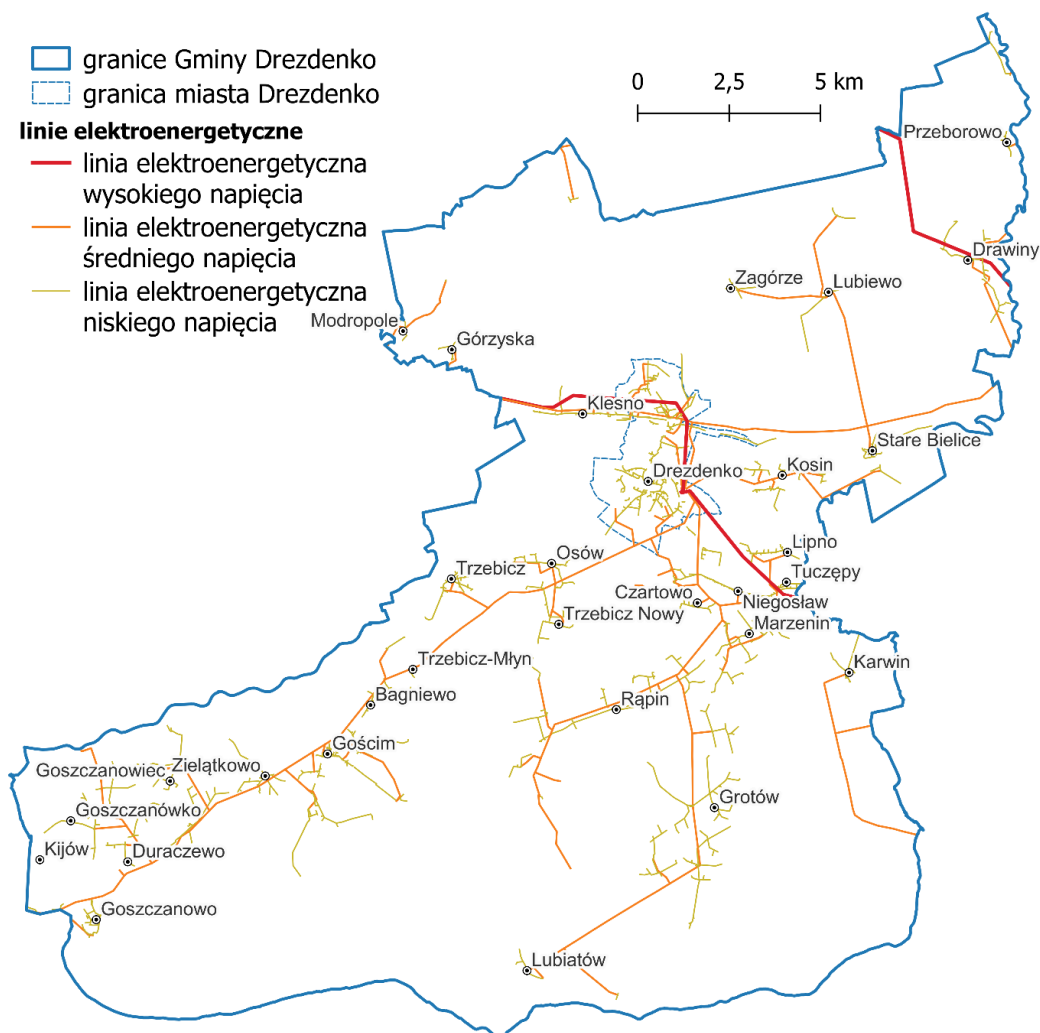 granice Gminy Drezdenko
granica miasta Drezdenko
linie elektroenergetyczne
linia elektroenergetyczna
wysokiego napięcia
linia elektroenergetyczna
średniego napięcia
linia elektroenergetyczna
niskiego napięcia
0 2,5 5 km
Przeborowo
Drawiny
Zagórze
Lubiewo
Modropole
Górzyska
Klesno
Stare Bielice
Drezdenko
Kosin
Lipno
Osów
Trzebicz
Tuczępy
Czartowo
Niegosław
Trzebicz Nowy
Marzenin
Trzebicz-Młyn
Karwin
Bagniewo
Rąpin
Gościm
Goszczanowiec
Zielątkowo
Goszczanówko
Grotów
Kijów
Duraczewo
Goszczanowo
Lubiatów